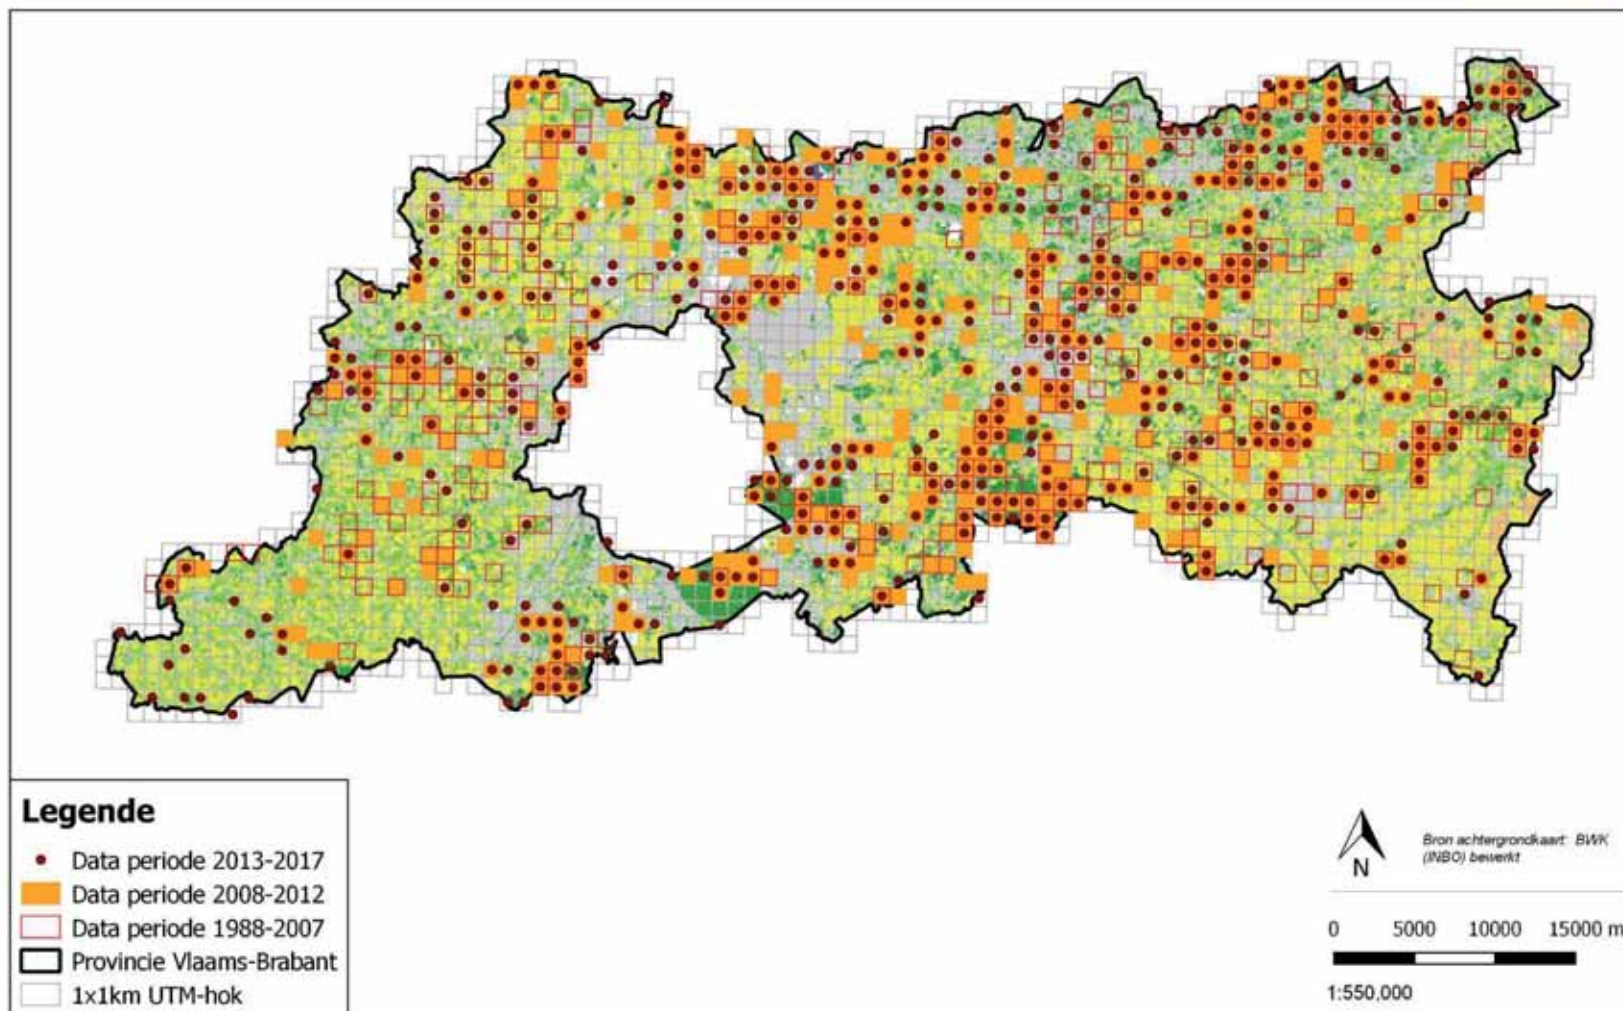 Legende
Data periode 2013-2017
Data periode 2008-2012
Data periode 1988-2007
Provincie Vlaams-Brabant
1x1km UTM-hok
N
Bron achtergrondkaart: BWK
(INBO) bewerkt
0 5000 10000 15000 m
1:550,000